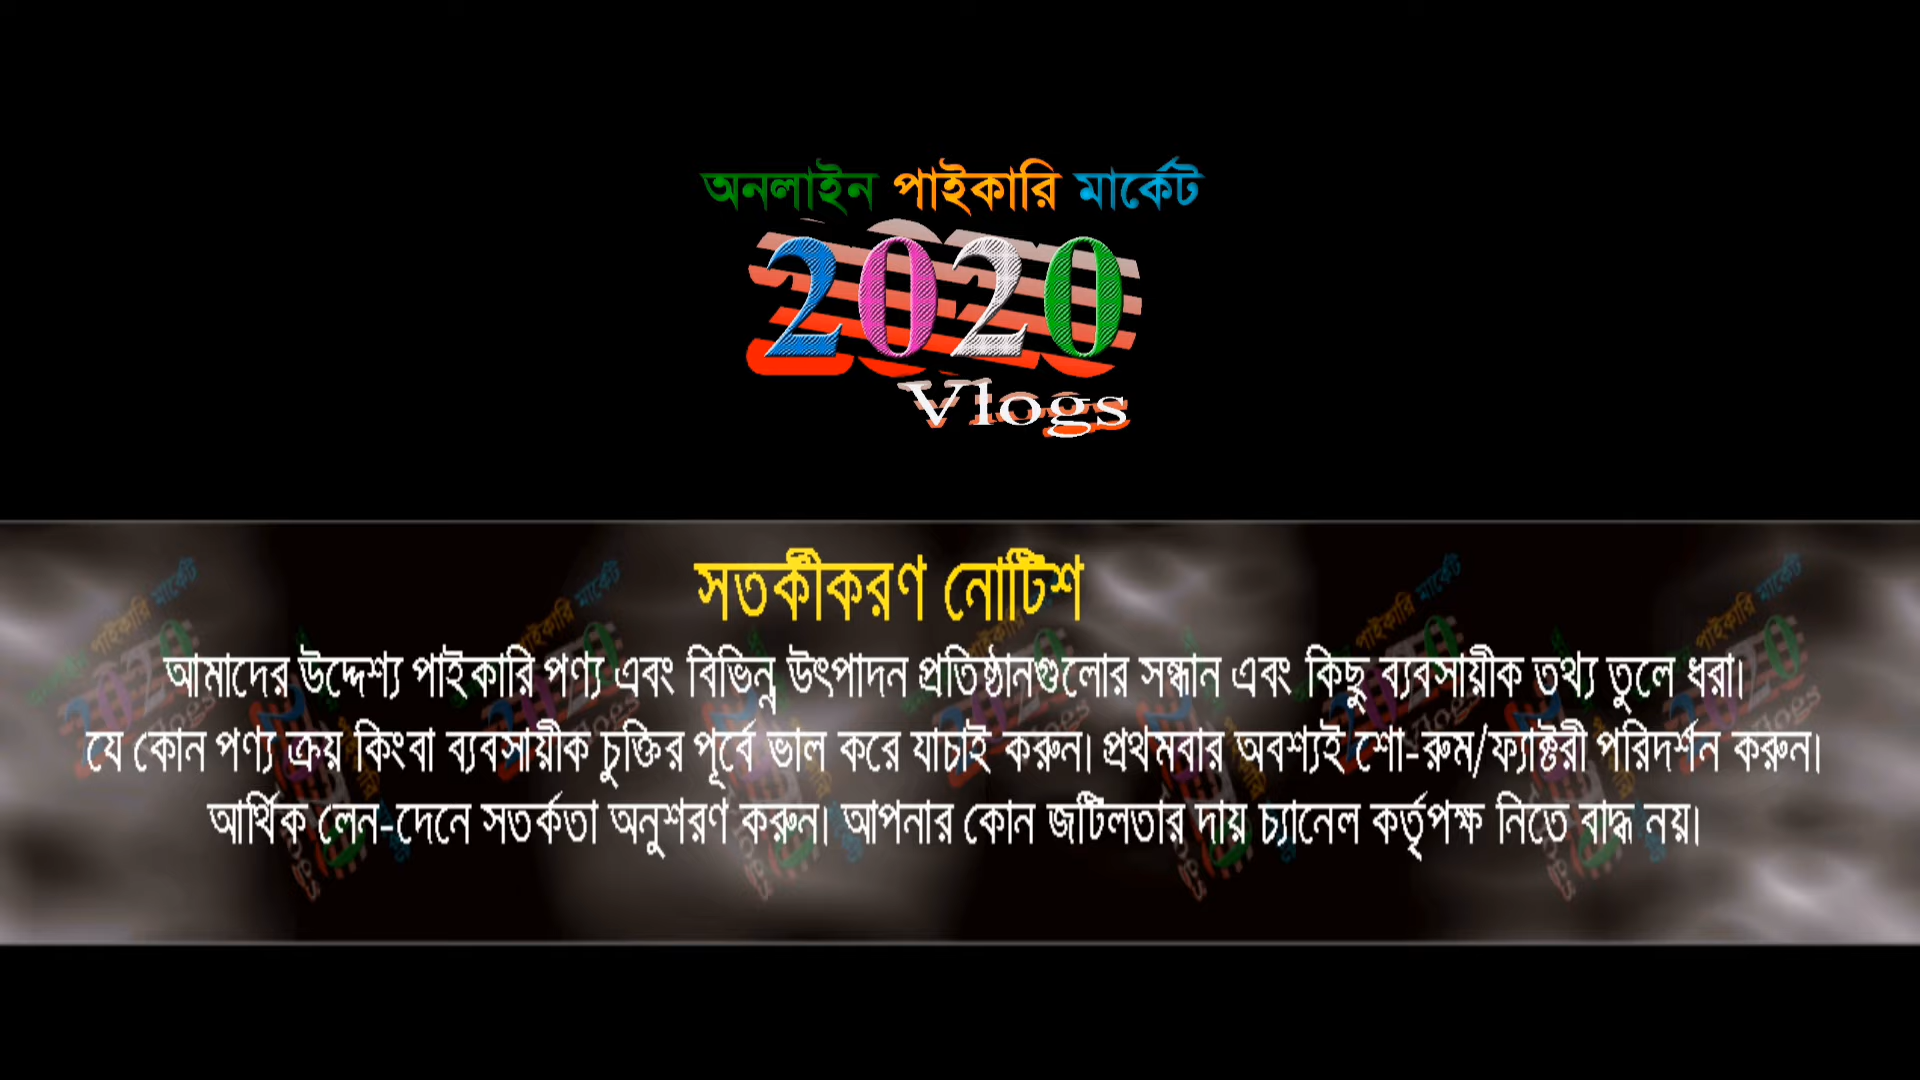 অনলাইন পাইকারি মার্কেট
2020
Vlogs
সতর্কীকরণ নোটিশ
আমাদের উদ্দেশ্য পাইকারি পণ্য এবং বিভিন্ন উৎপাদন প্রতিষ্ঠানগুলোর সন্ধান এবং কিছু ব্যবসায়ীক তথ্য তুলে ধরা।
যে কোন পণ্য ক্রয় কিংবা ব্যবসায়ীক চুক্তির পূর্বে ভাল করে যাচাই করুন। প্রথমবার অবশ্যই শো-রুম/ফ্যাক্টরী পরিদর্শন করুন।
আর্থিক লেন-দেনে সতর্কতা অনুশরণ করুন। আপনার কোন জটিলতার দায় চ্যানেল কর্তৃপক্ষ নিতে বাদ্ধ নয়।